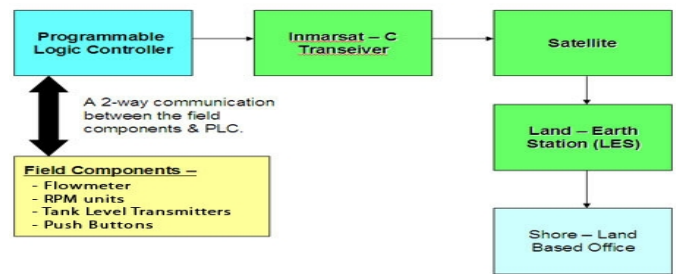 Programmable
Logic Controller
Inmarsat – C
Transeiver
Satellite
A 2-way communication
between the field
components & PLC.
Land – Earth
Station (LES)
Field Components –
- Flowmeter
- RPM units
- Tank Level Transmitters
- Push Buttons
Shore – Land
Based Office